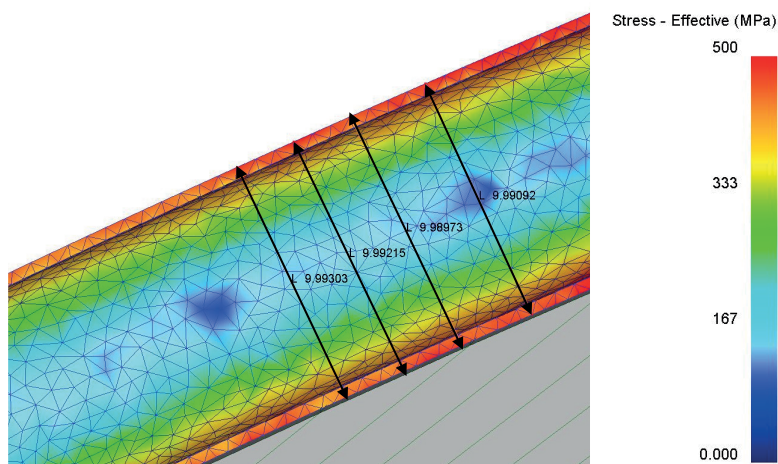 Stress - Effective (MPa)
500
333
167
0.000
L 9.99092
L 9.98973
L 9.99215
L 9.99303